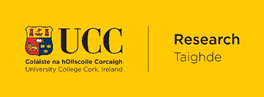 UCC
Coláiste na hOllscoile Corcaigh
University College Cork, Ireland
Research
Taighde